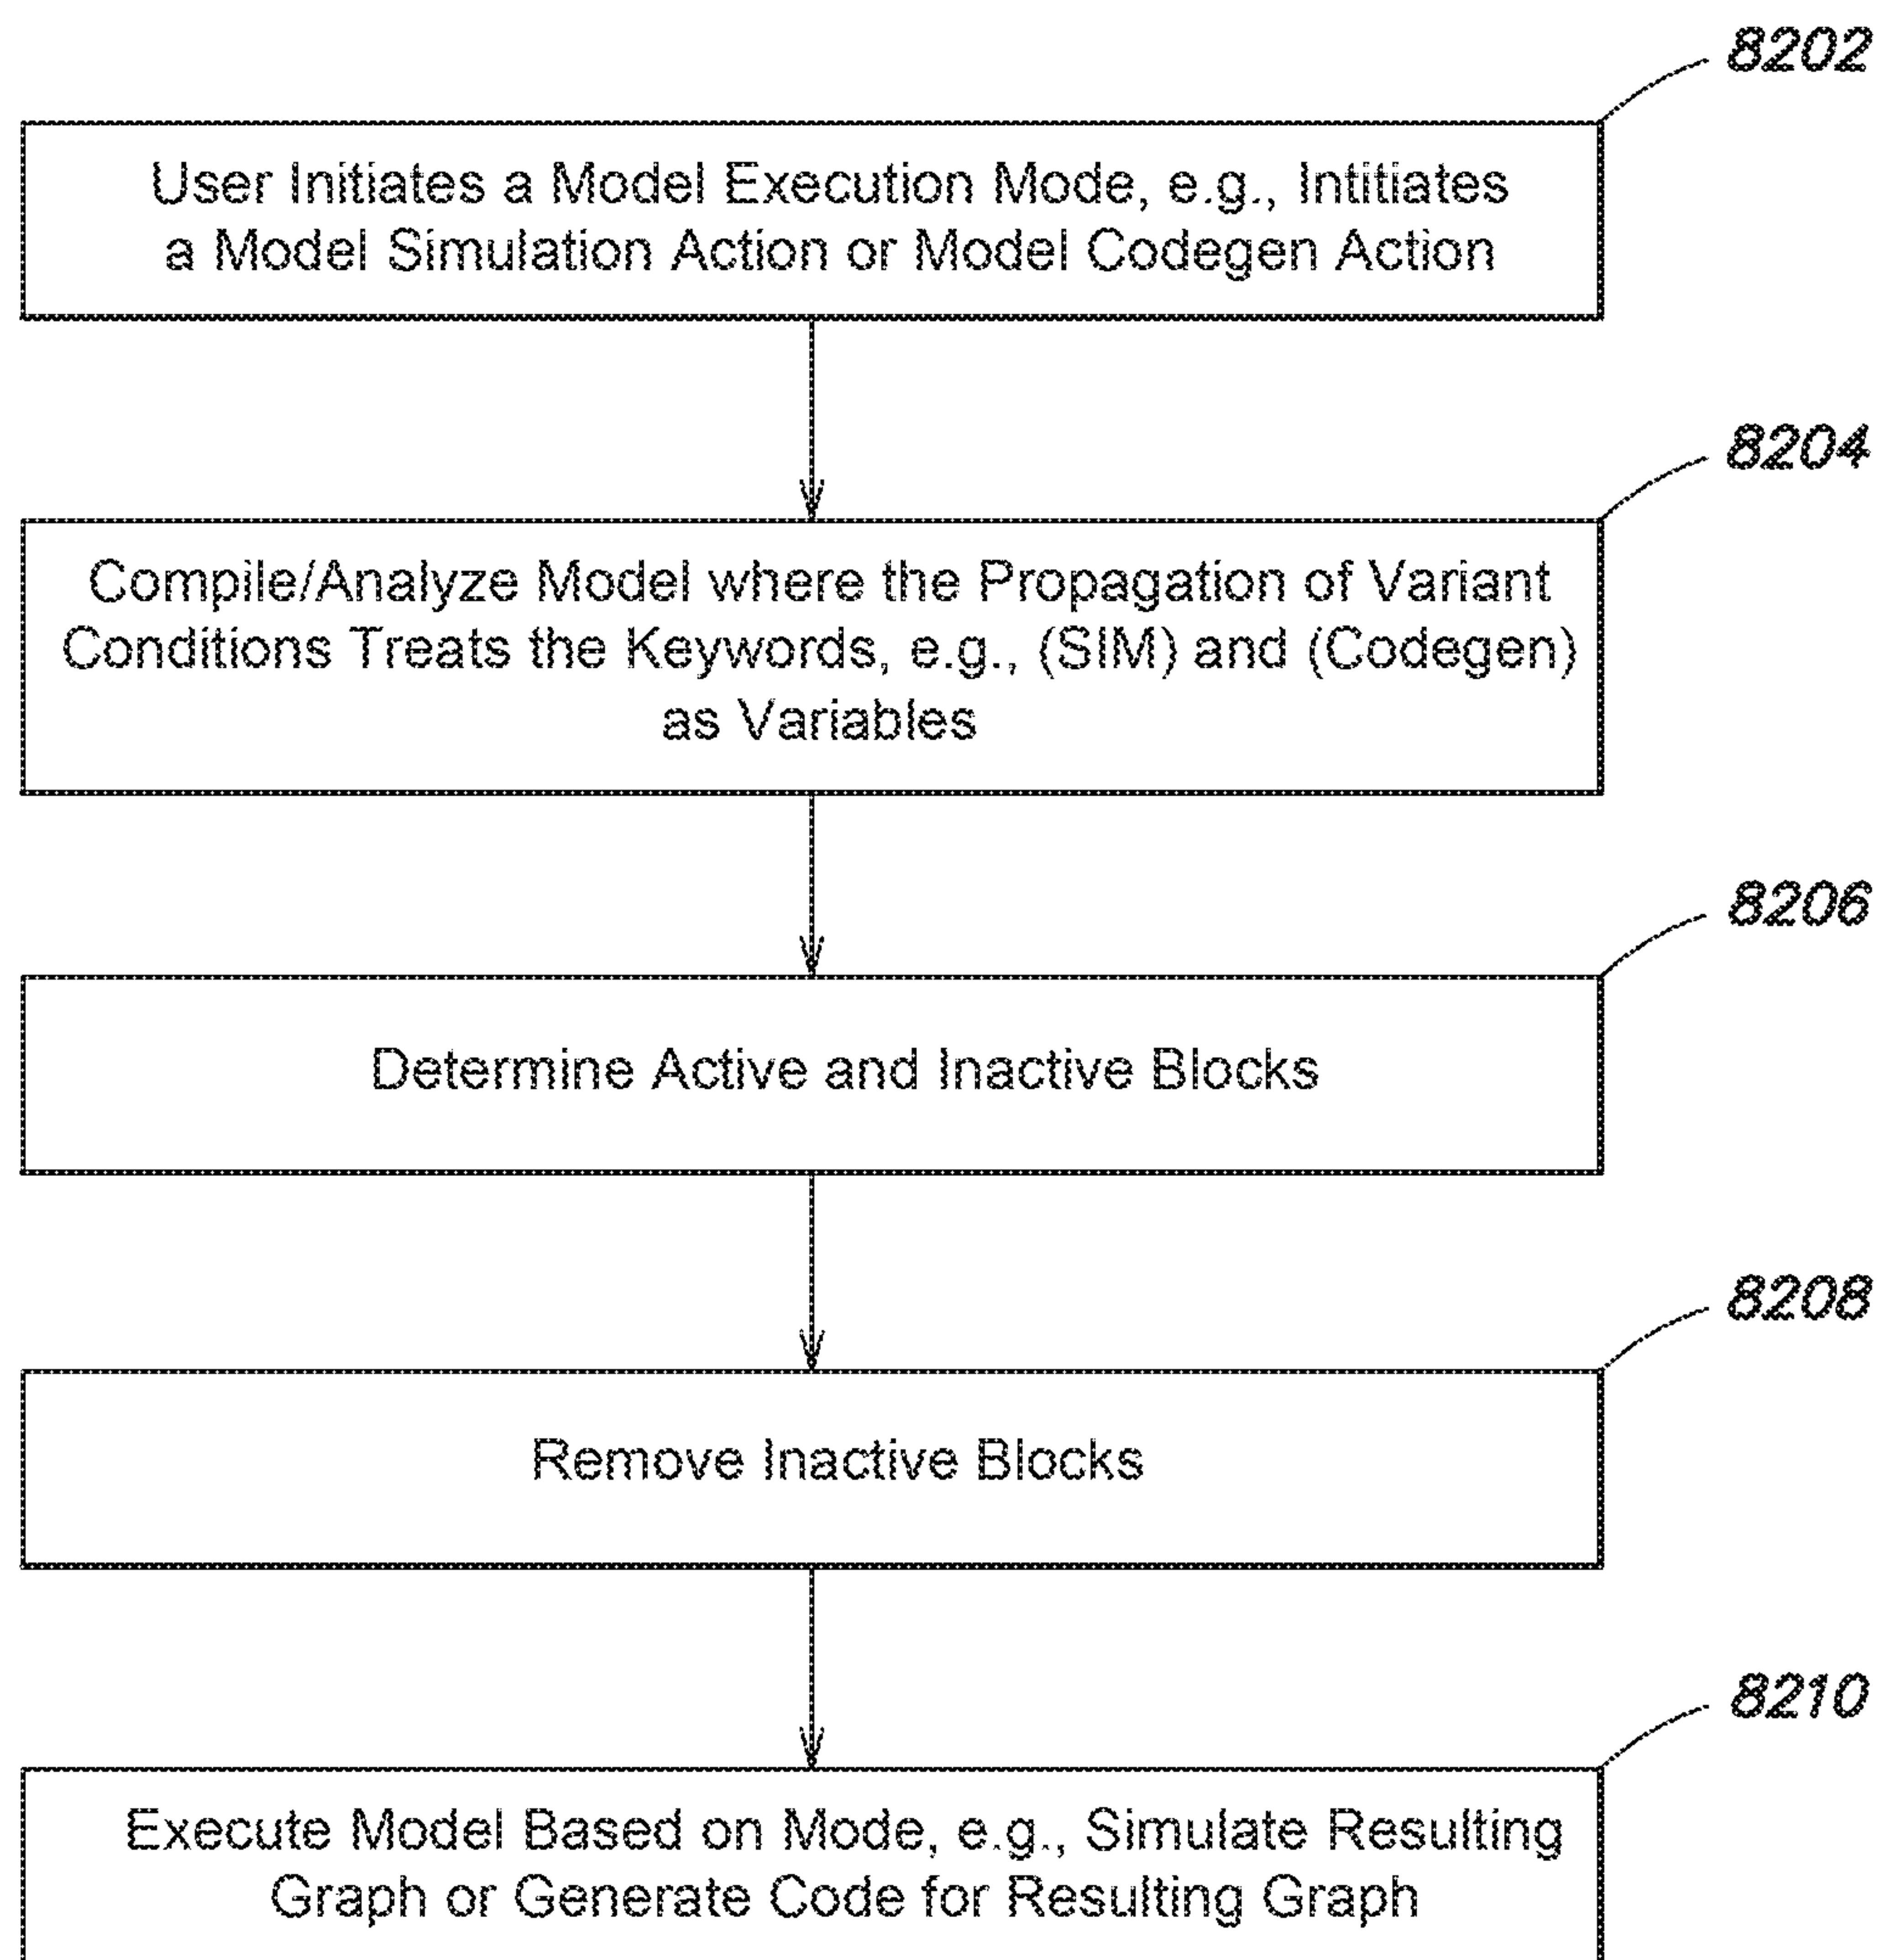 8202
User Initiates a Model Execution Mode, e.g., Intitiates
a Model Simulation Action or Model Codegen Action
8204
Compile/Analyze Model where the Propagation of Variant
Conditions Treats the Keywords, e.g., (SIM) and (Codegen)
as Variables
8206
Determine Active and Inactive Blocks
8208
Remove Inactive Blocks
8210
Execute Model Based on Mode, e.g., Simulate Resulting
Graph or Generate Code for Resulting Graph